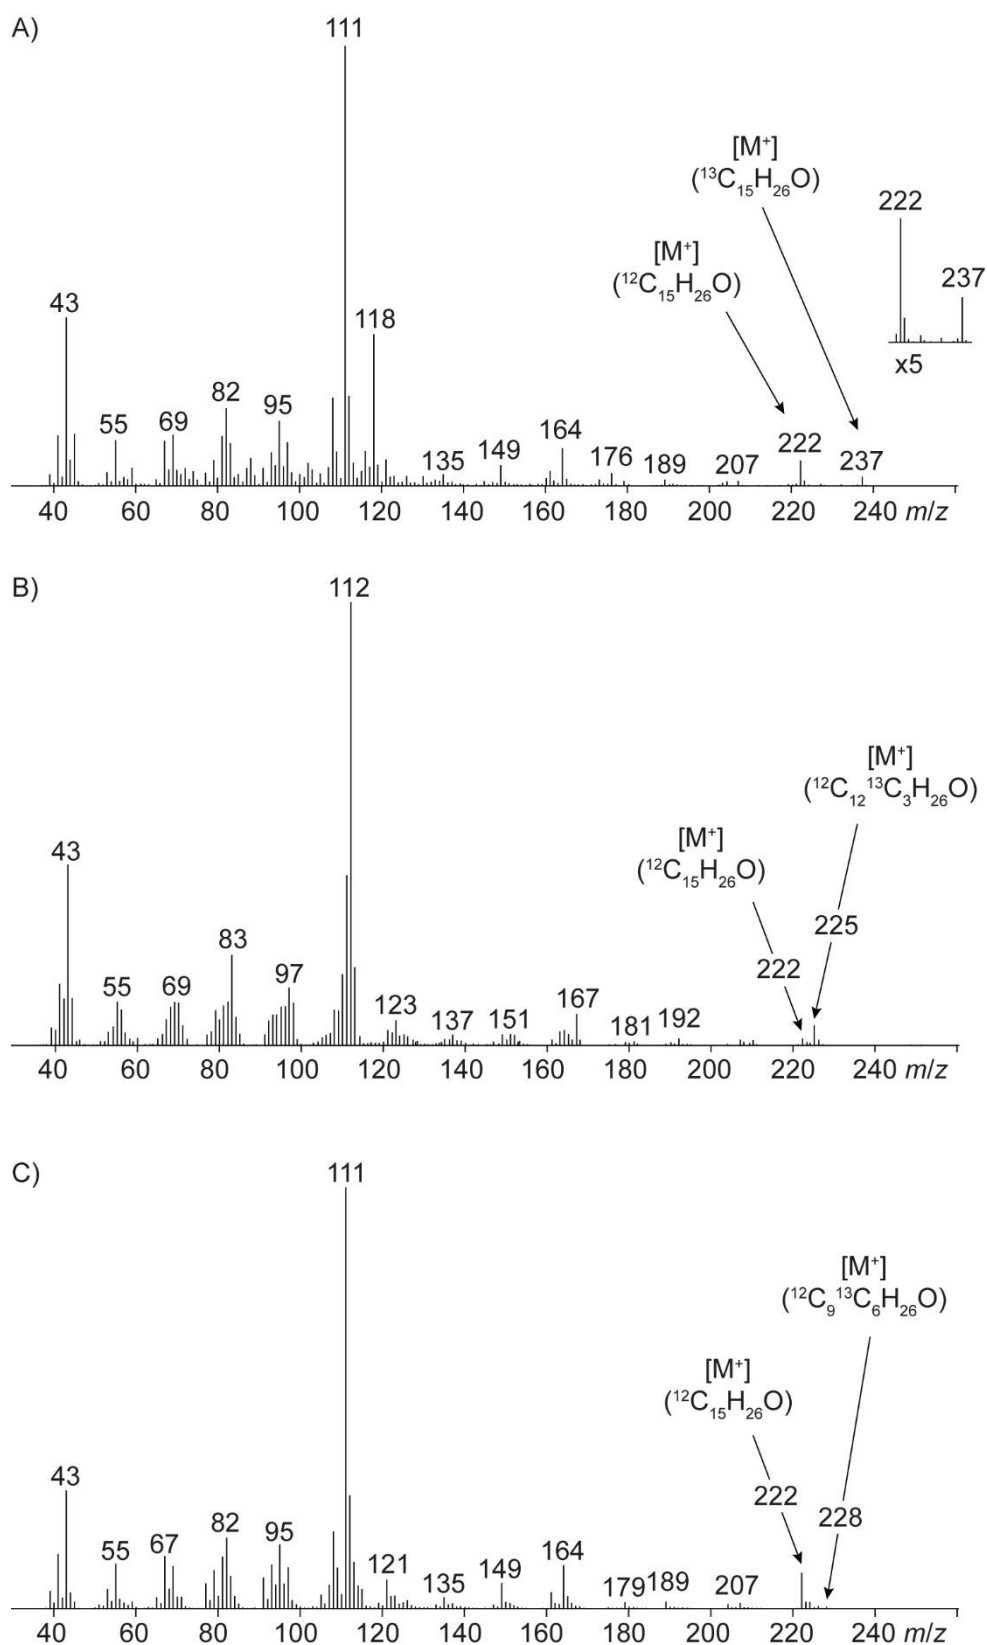 A)
111
[M⁺]
(¹³C₁₅H₂₆O)
222
[M⁺]
(¹²C₁₅H₂₆O)
237
43
118
x5
82
95
55
69
164
149
176
135
189
207
222
237
40 60 80 100 120 140 160 180 200 220 240 m/z
B)
112
[M⁺]
(¹²C₁₂¹³C₃H₂₆O)
[M⁺]
(¹²C₁₅H₂₆O)
43
225
83
222
97
55
69
123
137
151
167
181
192
40 60 80 100 120 140 160 180 200 220 240 m/z
C)
111
[M⁺]
(¹²C₉¹³C₆H₂₆O)
[M⁺]
(¹²C₁₅H₂₆O)
43
222
228
82
95
55
67
121
135
149
164
179
189
207
40 60 80 100 120 140 160 180 200 220 240 m/z